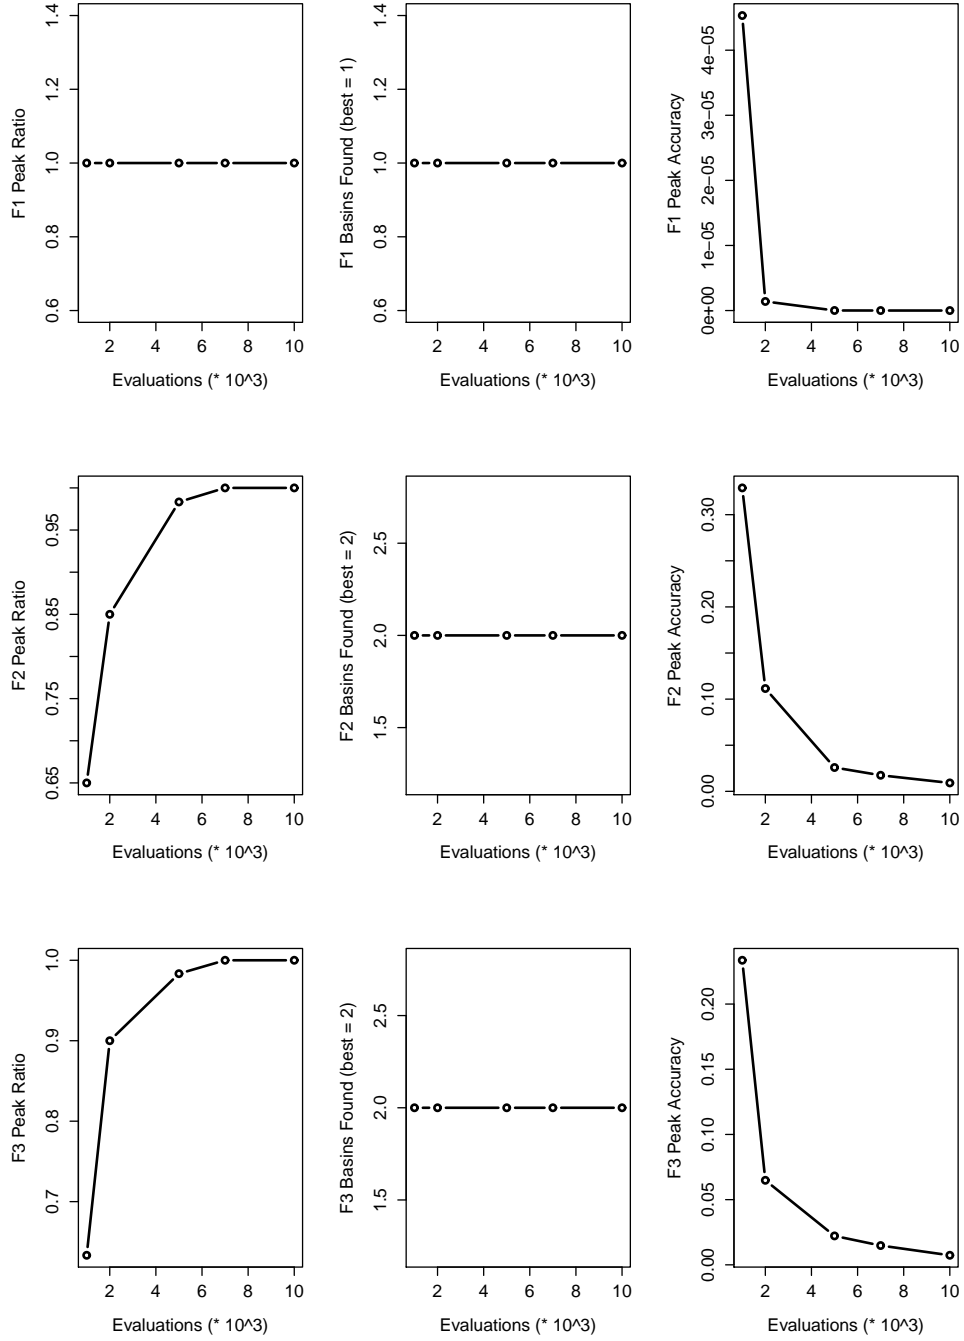 F1 Peak Ratio
0.6 0.8 1.0 1.2 1.4
2 4 6 8 10
Evaluations (* 10^3)
F1 Basins Found (best = 1)
0.6 0.8 1.0 1.2 1.4
2 4 6 8 10
Evaluations (* 10^3)
F1 Peak Accuracy
0e+00 1e−05 2e−05 3e−05 4e−05
2 4 6 8 10
Evaluations (* 10^3)
F2 Peak Ratio
0.65 0.75 0.85 0.95
2 4 6 8 10
Evaluations (* 10^3)
F2 Basins Found (best = 2)
1.5 2.0 2.5
2 4 6 8 10
Evaluations (* 10^3)
F2 Peak Accuracy
0.00 0.10 0.20 0.30
2 4 6 8 10
Evaluations (* 10^3)
F3 Peak Ratio
0.7 0.8 0.9 1.0
2 4 6 8 10
Evaluations (* 10^3)
F3 Basins Found (best = 2)
1.5 2.0 2.5
2 4 6 8 10
Evaluations (* 10^3)
F3 Peak Accuracy
0.00 0.05 0.10 0.15 0.20
2 4 6 8 10
Evaluations (* 10^3)